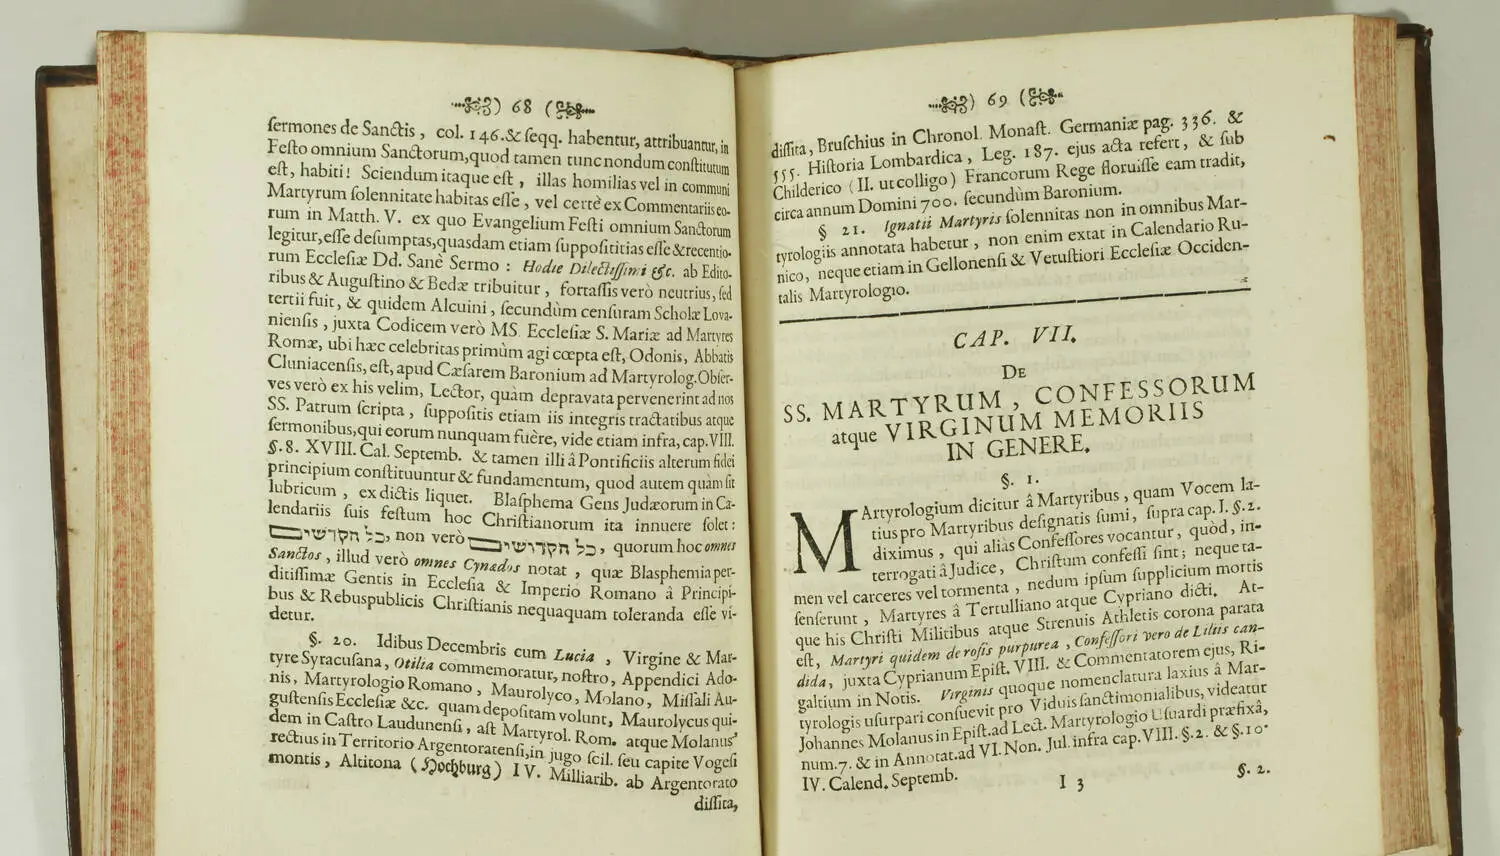 ) 68 (
ſermones de Sanctis, col. 146. & ſeqq. habentur, attribuantur, in
Feſto omnium Sanctorum, quod tamen tunc nondum conſtitutum
eſt, habiti! Sciendum itaque eſt, illas homilias vel in communi
Martyrum ſolennitate habitas eſſe, vel certè ex Commentariis eo-
rum in Matth. V. ex quo Evangelium Feſti omnium Sanctorum
legitur, eſſe deſumptas, quasdam etiam ſuppoſititias eſſe & recentio-
rum Eccleſiæ Dd. Sanè Sermo: Hodie Dilectiſſimi &c. ab Edito-
ribus & Auguſtino & Bedæ tribuitur, fortaſſis verò neutrius, ſed
tertii fuit, & quidem Alcuini, ſecundùm cenſuram Scholæ Lova-
nienſis, juxta Codicem verò MS. Eccleſiæ S. Mariæ ad Martyres
Romæ, ubi hæc celebritas primùm agi cœpta eſt, Odonis, Abbatis
Cluniacenſis, eſt, apud Cæſarem Baronium ad Martyrolog. Obſer-
ves verò ex his velim, Lector, quàm depravata pervenerint ad nos
SS. Patrum ſcripta, ſuppoſitis etiam iis integris tractatibus atque
ſermonibus, qui eorum nunquam fuêre, vide etiam infra, cap. VIII.
§. 8. XVIII. Cal. Septemb. & tamen illi â Pontificiis alterum fidei
principium conſtituuntur & fundamentum, quod autem quàm ſit
lubricum, ex dictis liquet. Blaſphema Gens Judæorum in Ca-
lendariis ſuis feſtum hoc Chriſtianorum ita innuere ſolet:
כל הקדישים, non verò כל הקדושים, quorum hoc omnes
Sanctos, illud verò omnes Cynædos notat, quæ Blaſphemia per-
ditiſſimæ Gentis in Eccleſia & Imperio Romano â Principi-
bus & Rebuspublicis Chriſtianis nequaquam toleranda eſſe vi-
detur.
§. 20. Idibus Decembris cum Lucia, Virgine & Mar-
tyre Syracuſana, Otilia commemoratur, noſtro, Appendici Ado-
nis, Martyrologio Romano, Maurolyco, Molano, Miſſali Au-
guſtenſis Eccleſiæ &c. quam depoſitam volunt, Maurolycus qui-
dem in Caſtro Laudunenſi, aſt Martyrol. Rom. atque Molanus
rectius in Territorio Argentoratenſi, in jugo ſcil. ſeu capite Vogeſi
montis, Altitona (Hochburg) IV. Milliarib. ab Argentorato
diſſita,
) 69 (
diſſita, Bruſchius in Chronol. Monaſt. Germaniæ pag. 336. &
555. Hiſtoria Lombardica, Leg. 187. ejus acta refert, & ſub
Childerico (II. ut colligo) Francorum Rege floruiſſe eam tradit,
circa annum Domini 700. ſecundùm Baronium.
§ 21. Ignatii Martyris ſolennitas non in omnibus Mar-
tyrologiis annotata habetur, non enim extat in Calendario Ru-
nico, neque etiam in Gellonenſi & Vetuſtiori Eccleſiæ Occiden-
talis Martyrologio.
CAP. VII.
DE
SS. MARTYRUM, CONFESSORUM
atque VIRGINUM MEMORIIS
IN GENERE.
§. 1.
MArtyrologium dicitur â Martyribus, quam Vocem la-
tius pro Martyribus deſignatis ſumi, ſupra cap. I. §. 2.
diximus, qui alias Confeſſores vocantur, quòd, in-
terrogati â Judice, Chriſtum confeſſi ſint; neque ta-
men vel carceres vel tormenta, nedum ipſum ſupplicium mortis
ſenſerunt, Martyres â Tertulliano atque Cypriano dicti. At-
que his Chriſti Militibus atque Strenuis Athletis corona parata
eſt, Martyri quidem de roſis purpurea, Confeſſori vero de Liliis can-
dida, juxta Cyprianum Epiſt. VIII. & Commentatorem ejus, Ri-
galtium in Notis. Virginis quoque nomenclatura laxius â Mar-
tyrologis uſurpari conſuevit pro Viduis ſanctimonialibus, videatur
Johannes Molanus in Epiſt. ad Lect. Martyrologio Uſuardi præfixâ,
num. 7. & in Annotat. ad VI. Non. Jul. infra cap. VIII. §. 2. & §. 10.
IV. Calend. Septemb.
I 3
§. 2.